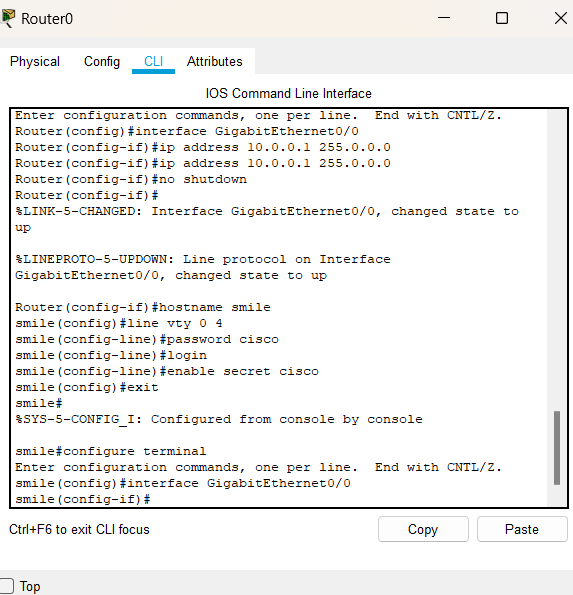 Router0
Physical Config CLI Attributes
IOS Command Line Interface
Enter configuration commands, one per line.  End with CNTL/Z.
Router(config)#interface GigabitEthernet0/0
Router(config-if)#ip address 10.0.0.1 255.0.0.0
Router(config-if)#ip address 10.0.0.1 255.0.0.0
Router(config-if)#no shutdown
Router(config-if)#
%LINK-5-CHANGED: Interface GigabitEthernet0/0, changed state to
up
%LINEPROTO-5-UPDOWN: Line protocol on Interface
GigabitEthernet0/0, changed state to up
Router(config-if)#hostname smile
smile(config)#line vty 0 4
smile(config-line)#password cisco
smile(config-line)#login
smile(config-line)#enable secret cisco
smile(config)#exit
smile#
%SYS-5-CONFIG_I: Configured from console by console
smile#configure terminal
Enter configuration commands, one per line.  End with CNTL/Z.
smile(config)#interface GigabitEthernet0/0
smile(config-if)#
Ctrl+F6 to exit CLI focus
Copy Paste
Top